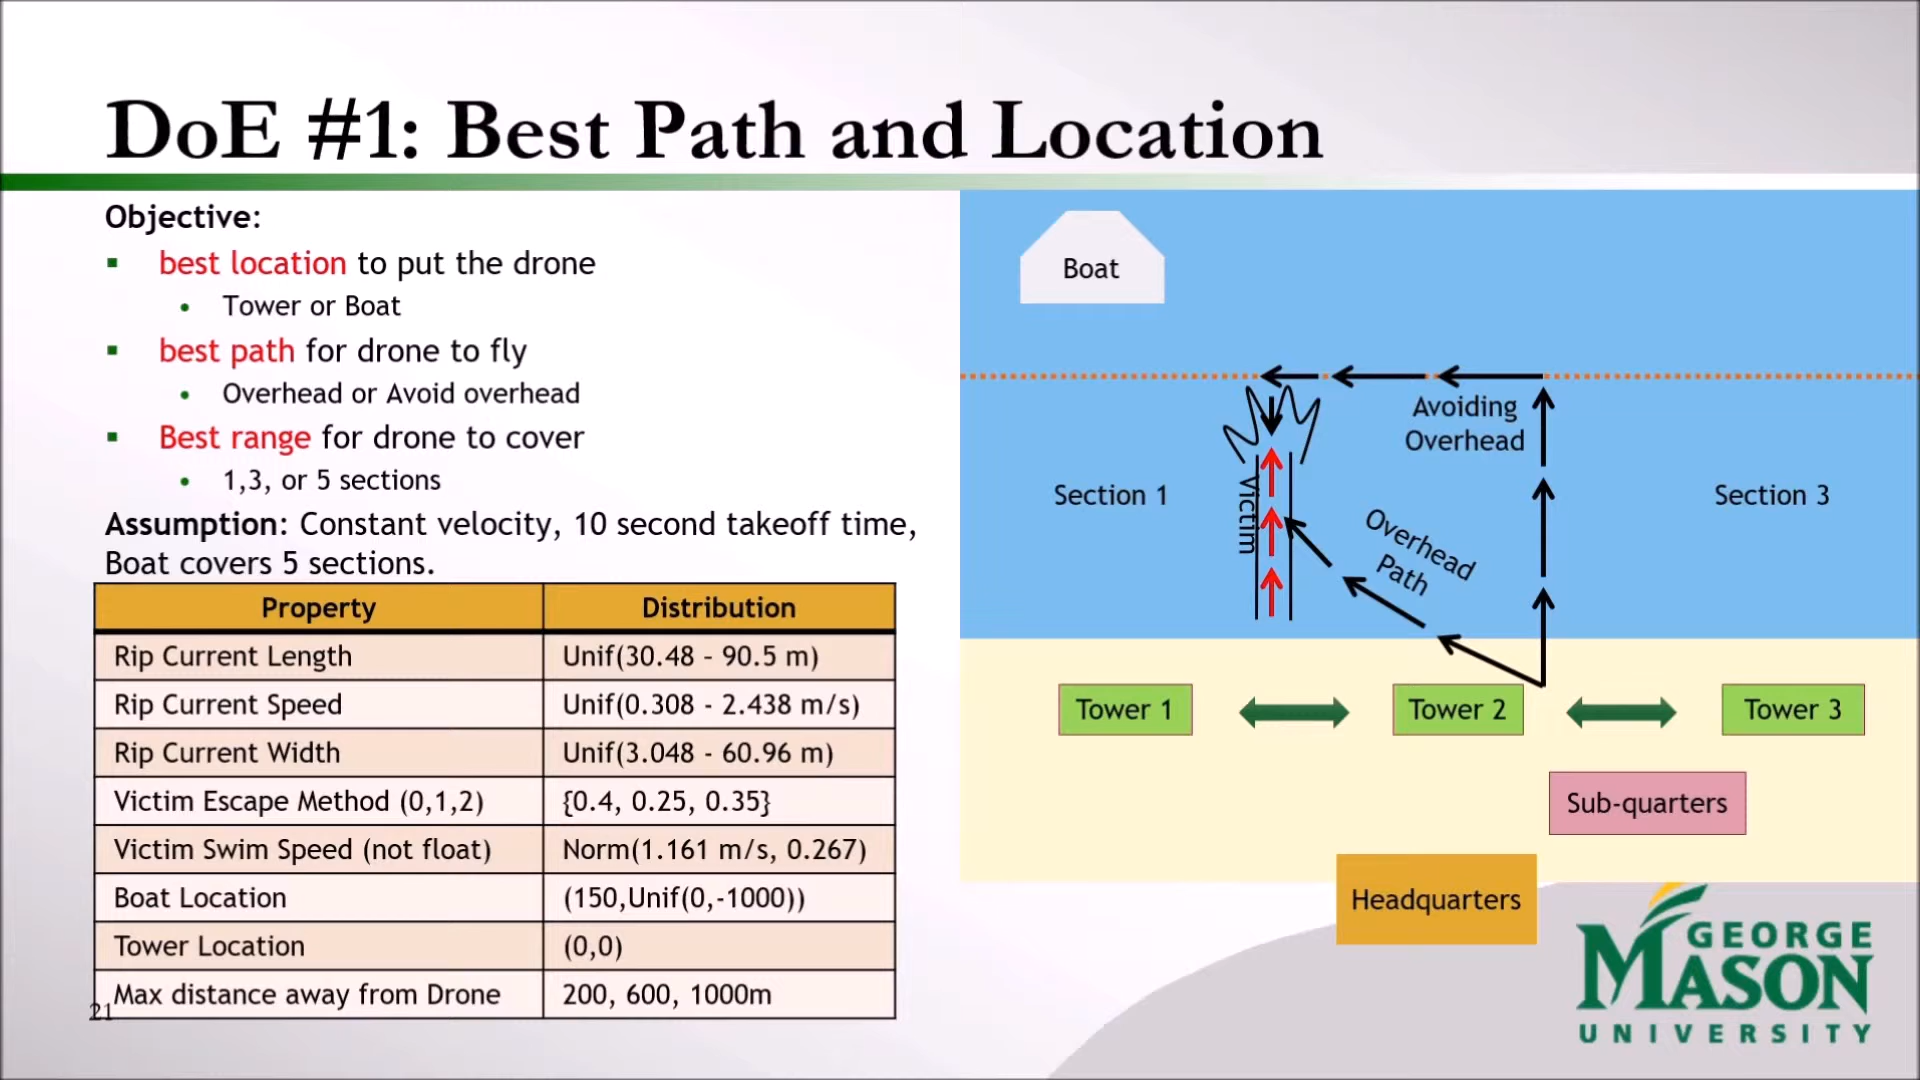 DoE #1: Best Path and Location
Objective:
▪ best location to put the drone
• Tower or Boat
▪ best path for drone to fly
• Overhead or Avoid overhead
▪ Best range for drone to cover
• 1,3, or 5 sections
Assumption: Constant velocity, 10 second takeoff time,
Boat covers 5 sections.
Property Distribution
Rip Current Length Unif(30.48 – 90.5 m)
Rip Current Speed Unif(0.308 - 2.438 m/s)
Rip Current Width Unif(3.048 - 60.96 m)
Victim Escape Method (0,1,2) {0.4, 0.25, 0.35}
Victim Swim Speed (not float) Norm(1.161 m/s, 0.267)
Boat Location (150,Unif(0,-1000))
Tower Location (0,0)
Max distance away from Drone 200, 600, 1000m
21
Boat
Avoiding
Overhead
Section 1
Victim
Overhead
Path
Section 3
Tower 1
Tower 2
Tower 3
Sub-quarters
Headquarters
GEORGE
MASON
UNIVERSITY